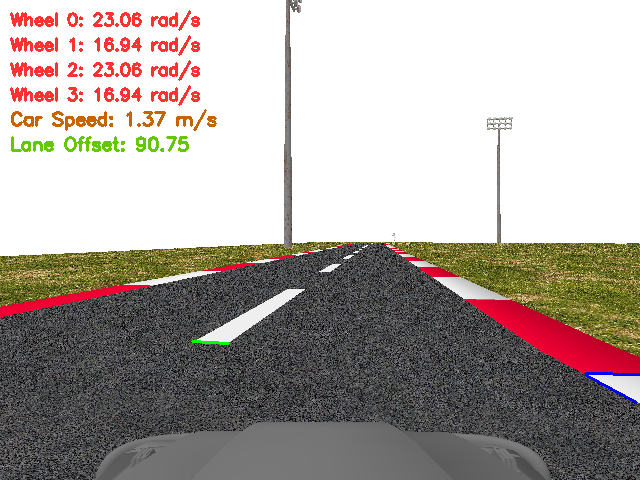 Wheel 0: 23.06 rad/s
Wheel 1: 16.94 rad/s
Wheel 2: 23.06 rad/s
Wheel 3: 16.94 rad/s
Car Speed: 1.37 m/s
Lane Offset: 90.75